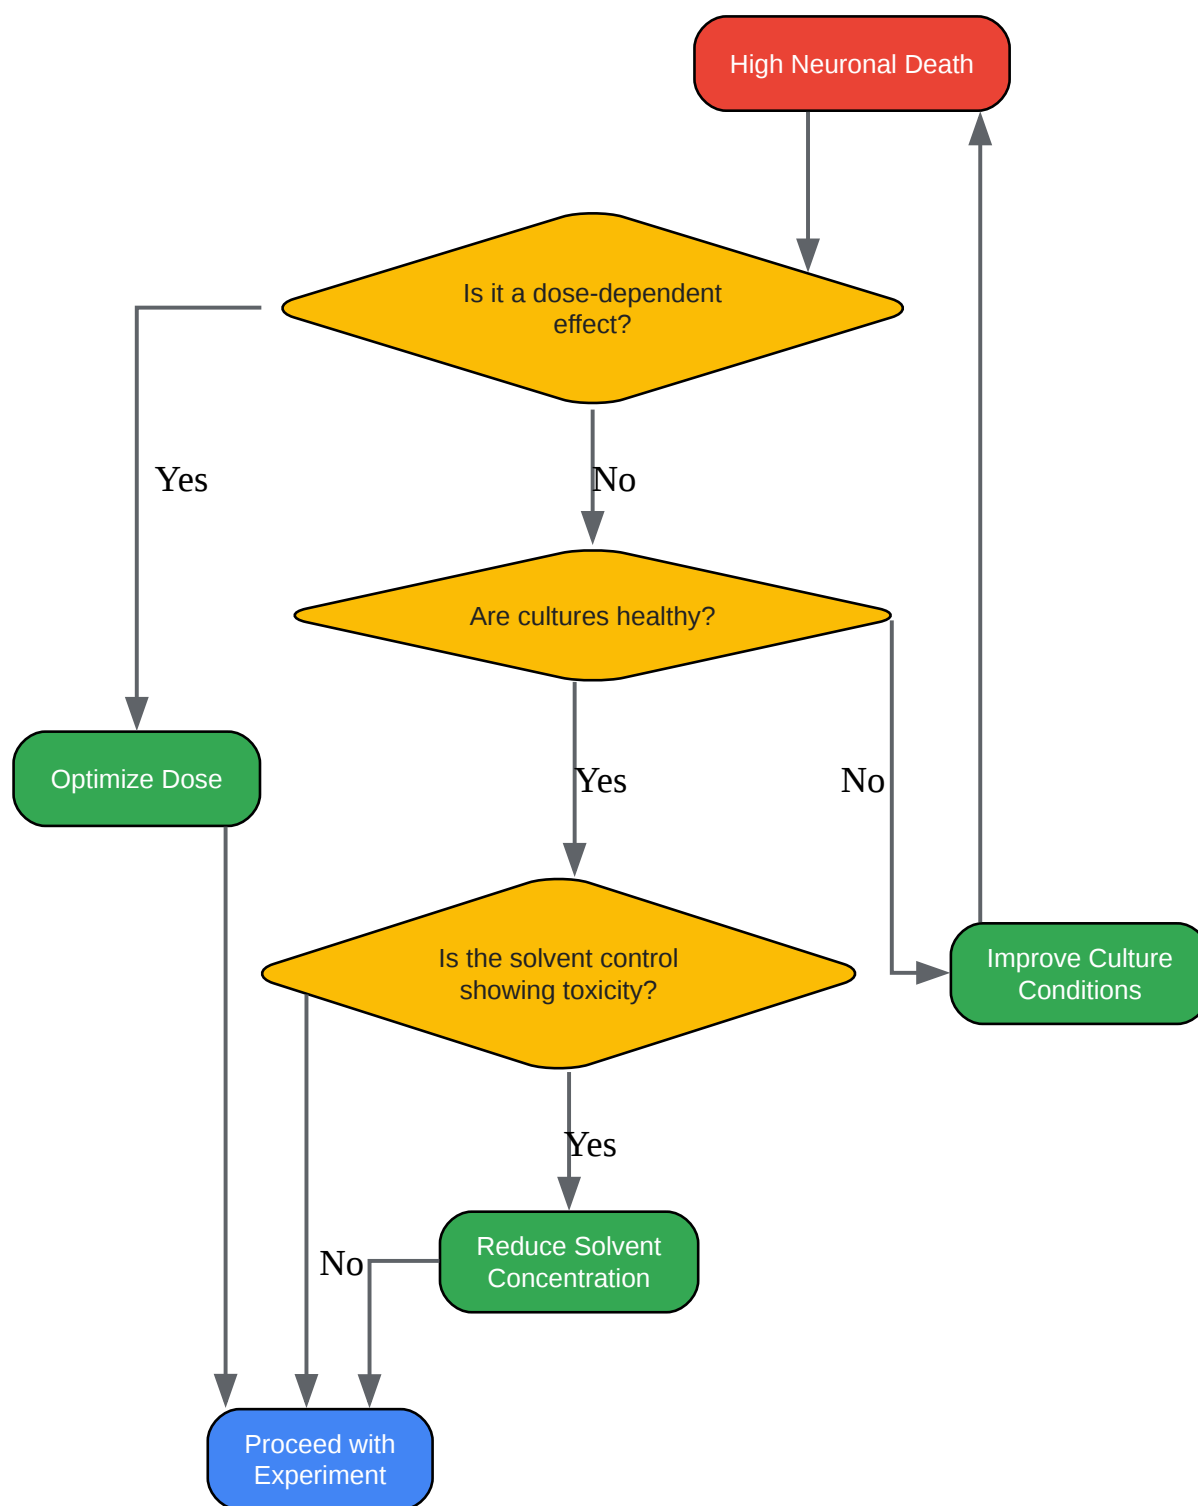 High Neuronal Death
Is it a dose-dependent
effect?
Yes
No
Are cultures healthy?
Optimize Dose
Yes
No
Is the solvent control
showing toxicity?
Improve Culture
Conditions
Yes
Reduce Solvent
Concentration
No
Proceed with
Experiment